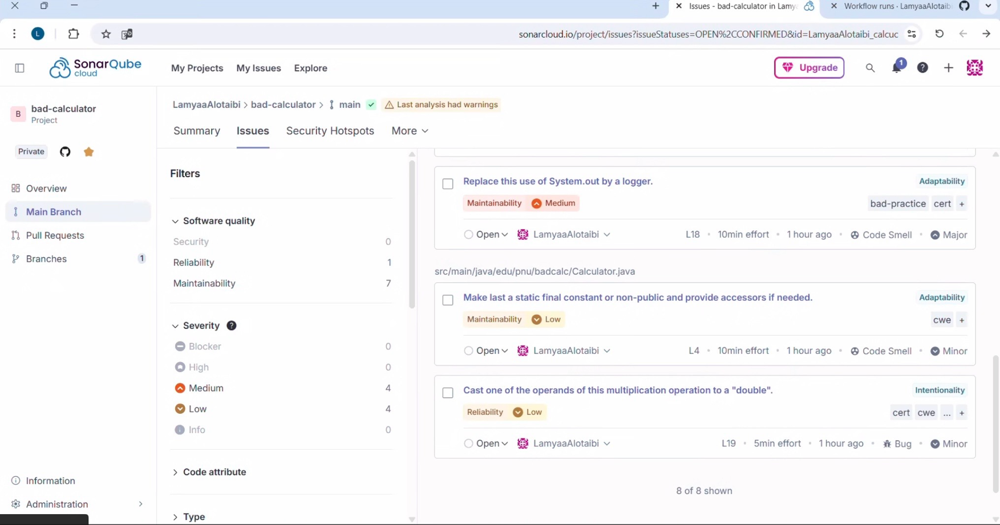 Issues - bad-calculator in Lamy
Workflow runs · LamyaaAlotaib
L
sonarcloud.io/project/issues?issueStatuses=OPEN%2CCONFIRMED&id=LamyaaAlotaibi_calcuc
SonarQube
cloud
My Projects My Issues Explore
Upgrade
1
B
bad-calculator
Project
Private
Overview
Main Branch
Pull Requests
Branches 1
Information
Administration
LamyaaAlotaibi > bad-calculator > main Last analysis had warnings
Summary Issues Security Hotspots More
Filters
Software quality
Security 0
Reliability 1
Maintainability 7
Severity ?
Blocker 0
High 0
Medium 4
Low 4
Info 0
Code attribute
Type
Replace this use of System.out by a logger. Adaptability
Maintainability Medium bad-practice cert +
Open LamyaaAlotaibi L18 · 10min effort · 1 hour ago · Code Smell · Major
src/main/java/edu/pnu/badcalc/Calculator.java
Make last a static final constant or non-public and provide accessors if needed. Adaptability
Maintainability Low cwe +
Open LamyaaAlotaibi L4 · 10min effort · 1 hour ago · Code Smell · Minor
Cast one of the operands of this multiplication operation to a "double". Intentionality
Reliability Low cert cwe ... +
Open LamyaaAlotaibi L19 · 5min effort · 1 hour ago · Bug · Minor
8 of 8 shown